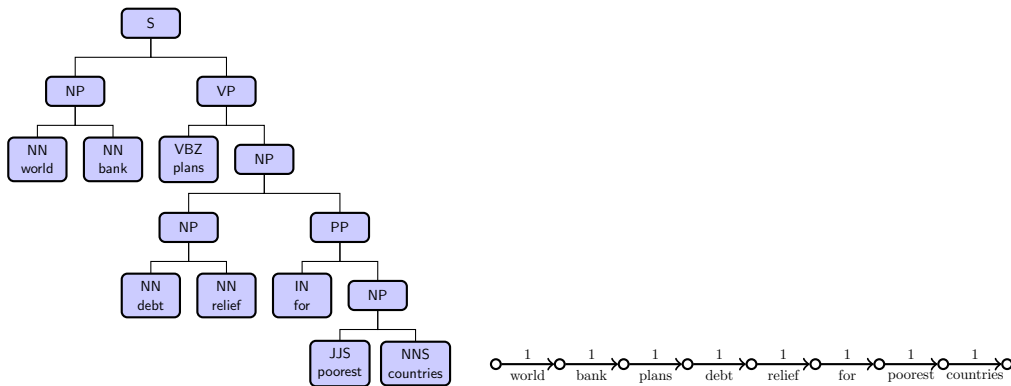 S
NP VP
NN NN VBZ NP
world bank plans
NP PP
NN NN IN NP
debt relief for
JJS NNS
poorest countries
1 1 1 1 1 1 1 1
world bank plans debt relief for poorest countries